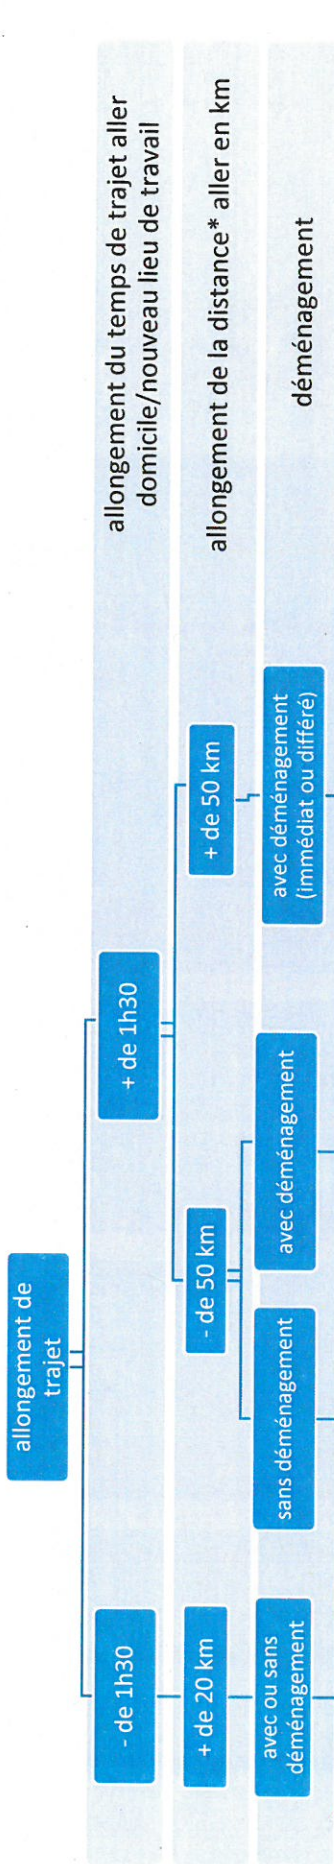 allongement de
trajet
- de 1h30
+ de 1h30
allongement du temps de trajet aller
domicile/nouveau lieu de travail
+ de 20 km
- de 50 km
+ de 50 km
allongement de la distance* aller en km
avec ou sans
déménagement
sans déménagement
avec déménagement
avec déménagement
(immédiat ou différé)
déménagement